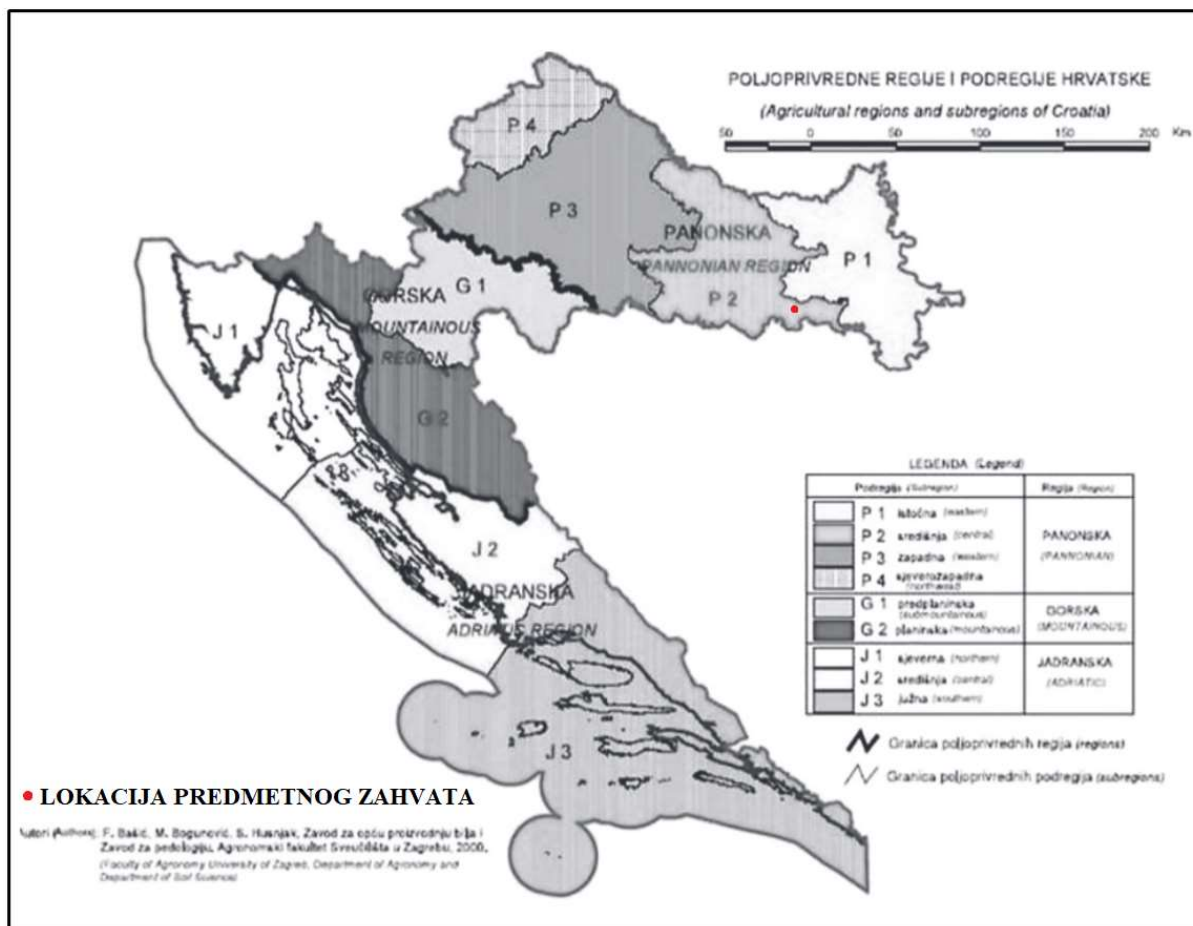 POLJOPRIVREDNE REGIJE I PODREGIJE HRVATSKE
(Agricultural regions and subregions of Croatia)
50 0 50 100 150 200 Km
P 4
P 3
PANONSKA
PANNONIAN REGION
P 2
P 1
GORSKA
G 1
MOUNTAINOUS
REGION
G 2
J 1
J 2
JADRANSKA
REGION
J 3
LEGENDA (Legend)
Podregija (Subregion) Regija (Region)
P 1 istočna (eastern)
P 2 središnja (central)
P 3 zapadna (western)
P 4 sjeverozapadna
PANONSKA
(PANNONIAN)
G 1 predplaninska
(submountainous)
G 2 planinska (mountainous)
GORSKA
(MOUNTAINOUS)
J 1 sjeverna (northern)
J 2 središnja (central)
J 3 južna (southern)
JADRANSKA
(ADRIATIC)
Granica poljoprivrednih regija (regions)
Granica poljoprivrednih podregija (subregions)
LOKACIJA PREDMETNOG ZAHVATA
(Authors): F. Bašić, M. Bogunović, S. Husnjak, Zavod za opću proizvodnju bilja i
Zavod za pedologiju, Agronomski fakultet Sveučilišta u Zagrebu, 2000.
(Faculty of Agronomy University of Zagreb, Department of Agronomy and
Department of Soil Science)